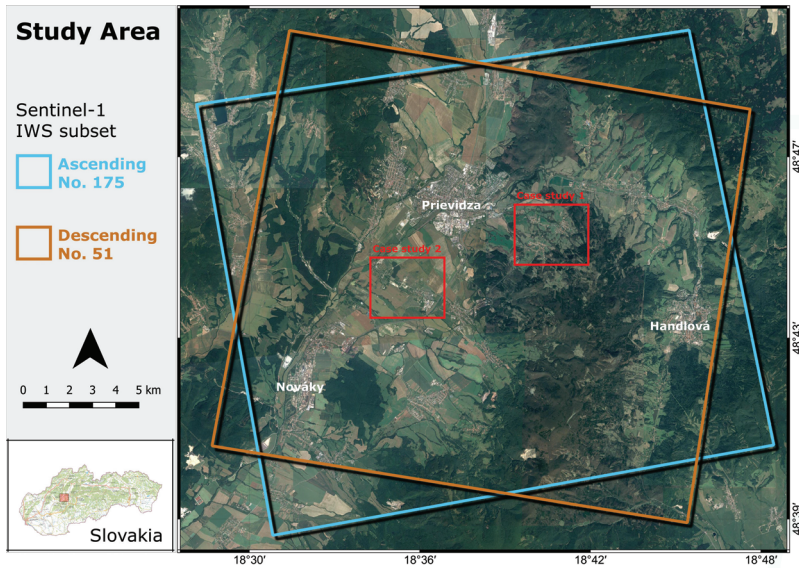 Study Area
Sentinel-1
IWS subset
Ascending
No. 175
Descending
No. 51
0 1 2 3 4 5 km
Slovakia
Prievidza
Case study 1
Case study 2
Handlová
Nováky
48°47'
48°43'
48°39'
18°30'
18°36'
18°42'
18°48'